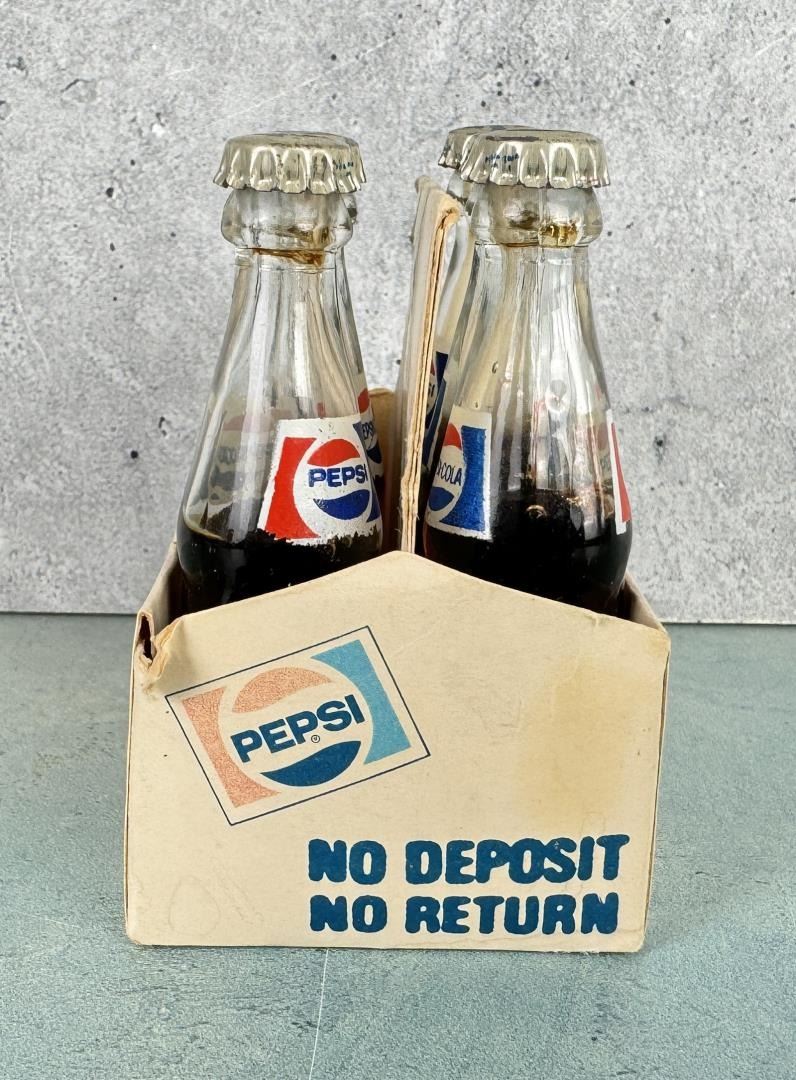 PEPSI
COLA
PEPSI ®
NO DEPOSIT
NO RETURN